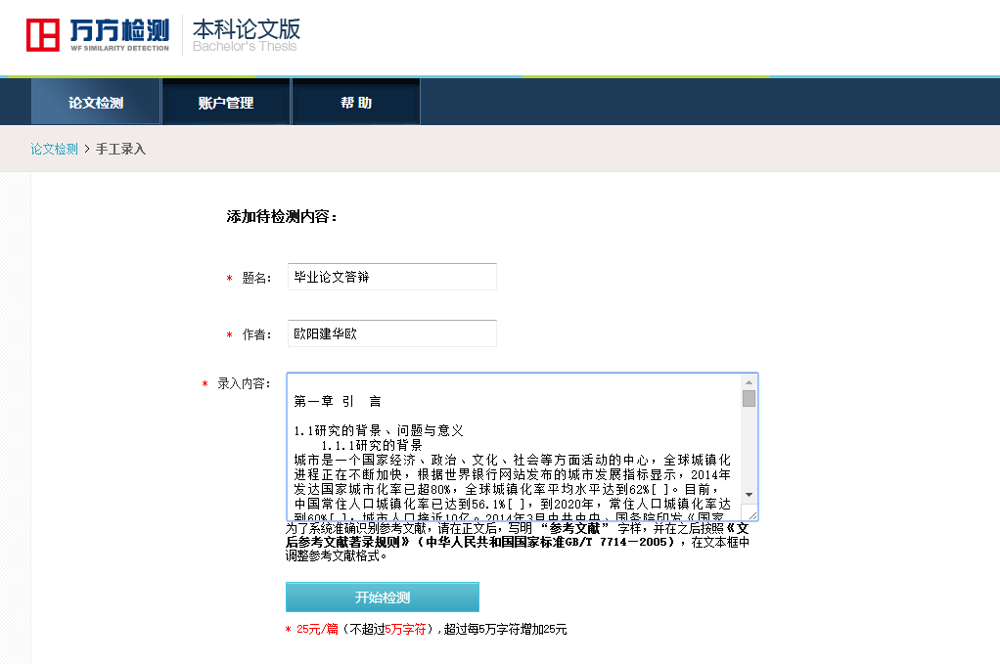 万方检测
WF SIMILARITY DETECTION
本科论文版
Bachelor's Thesis
论文检测 账户管理 帮 助
论文检测 > 手工录入
添加待检测内容：
* 题名： 毕业论文答辩
* 作者： 欧阳建华欧
* 录入内容：
第一章 引　言
1.1研究的背景、问题与意义
1.1.1研究的背景
城市是一个国家经济、政治、文化、社会等方面活动的中心，全球城镇化
进程正在不断加快，根据世界银行网站发布的城市发展指标显示，2014年
发达国家城市化率已超80%，全球城镇化率平均水平达到62%[ ]。目前，
中国常住人口城镇化率已达到56.1%[ ]，到2020年，常住人口城镇化率达
到60%[ ]，城市人口接近10亿。2014年3月中共中央、国务院印发《国家
为了系统准确识别参考文献，请在正文后，写明 “参考文献” 字样，并在之后按照《文
后参考文献著录规则》（中华人民共和国国家标准GB/T 7714—2005），在文本框中
调整参考文献格式。
开始检测
* 25元/篇（不超过5万字符）,超过每5万字符增加25元